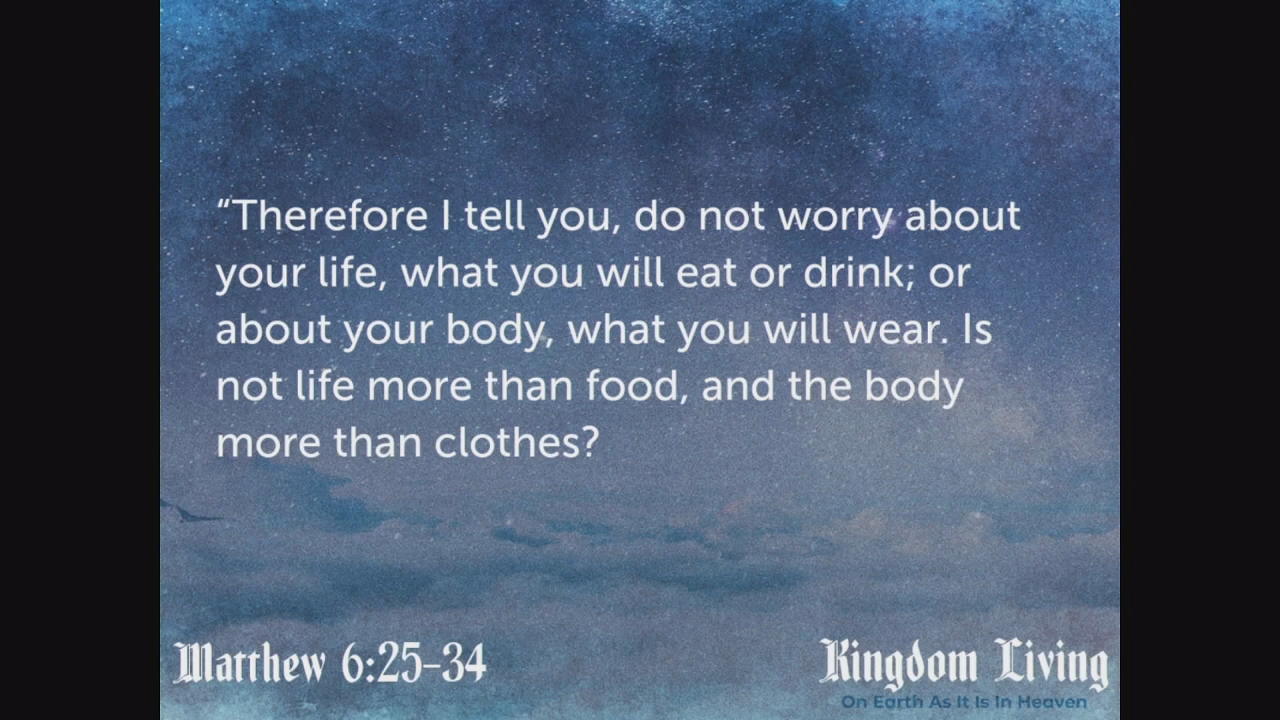 “Therefore I tell you, do not worry about
your life, what you will eat or drink; or
about your body, what you will wear. Is
not life more than food, and the body
more than clothes?
Matthew 6:25–34
Kingdom Living
On Earth As It Is In Heaven